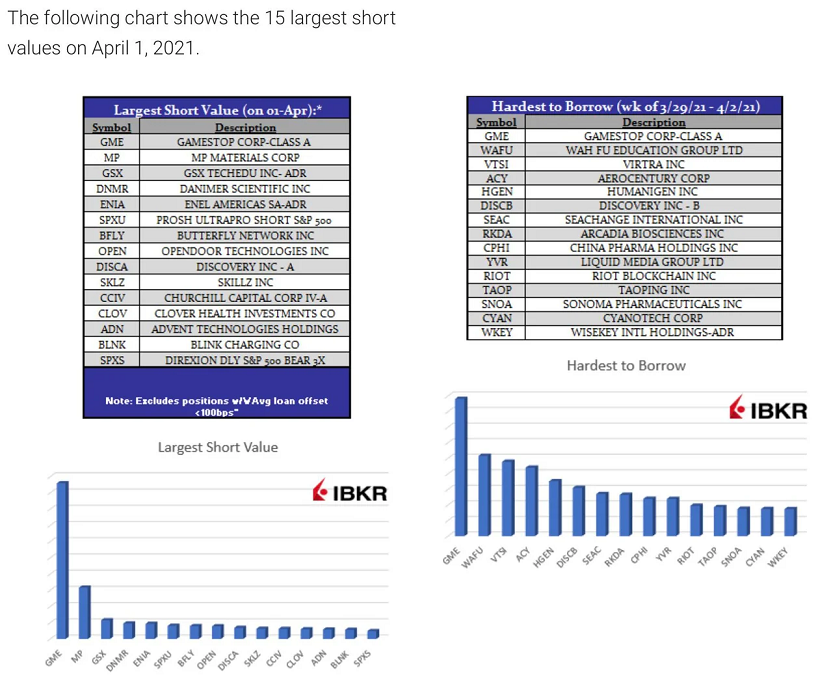 The following chart shows the 15 largest short
values on April 1, 2021.
Largest Short Value (on 01-Apr):*
Symbol Description
GME GAMESTOP CORP-CLASS A
MP MP MATERIALS CORP
GSX GSX TECHEDU INC- ADR
DNMR DANIMER SCIENTIFIC INC
ENIA ENEL AMERICAS SA-ADR
SPXU PROSH ULTRAPRO SHORT S&P 500
BFLY BUTTERFLY NETWORK INC
OPEN OPENDOOR TECHNOLOGIES INC
DISCA DISCOVERY INC - A
SKLZ SKILLZ INC
CCIV CHURCHILL CAPITAL CORP IV-A
CLOV CLOVER HEALTH INVESTMENTS CO
ADN ADVENT TECHNOLOGIES HOLDINGS
BLNK BLINK CHARGING CO
SPXS DIREXION DLY S&P 500 BEAR 3X
Note: Excludes positions w/WAvg loan offset
<100bps"
Largest Short Value
IBKR
GME MP GSX DNMR ENIA SPXU BFLY OPEN DISCA SKLZ CCIV CLOV ADN BLNK SPXS
Hardest to Borrow (wk of 3/29/21 - 4/2/21)
Symbol Description
GME GAMESTOP CORP-CLASS A
WAFU WAH FU EDUCATION GROUP LTD
VTSI VIRTRA INC
ACY AEROCENTURY CORP
HGEN HUMANIGEN INC
DISCB DISCOVERY INC - B
SEAC SEACHANGE INTERNATIONAL INC
RKDA ARCADIA BIOSCIENCES INC
CPHI CHINA PHARMA HOLDINGS INC
YVR LIQUID MEDIA GROUP LTD
RIOT RIOT BLOCKCHAIN INC
TAOP TAOPING INC
SNOA SONOMA PHARMACEUTICALS INC
CYAN CYANOTECH CORP
WKEY WISEKEY INTL HOLDINGS-ADR
Hardest to Borrow
IBKR
GME WAFU VTSI ACY HGEN DISCB SEAC RKDA CPHI YVR RIOT TAOP SNOA CYAN WKEY